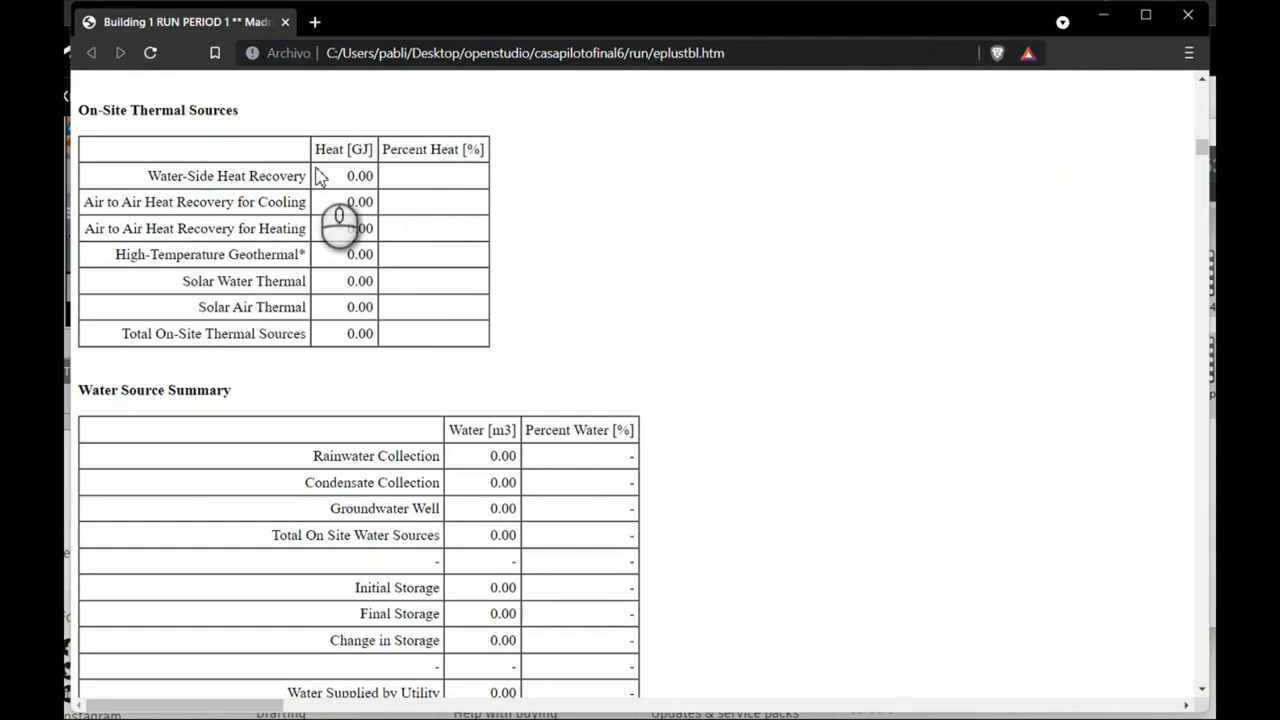 Building 1 RUN PERIOD 1 ** Madri
Archivo C:/Users/pabli/Desktop/openstudio/casapilotofinal6/run/eplustbl.htm
On-Site Thermal Sources
Heat [GJ] Percent Heat [%]
Water-Side Heat Recovery 0.00
Air to Air Heat Recovery for Cooling 0.00
Air to Air Heat Recovery for Heating 0.00
High-Temperature Geothermal* 0.00
Solar Water Thermal 0.00
Solar Air Thermal 0.00
Total On-Site Thermal Sources 0.00
Water Source Summary
Water [m3] Percent Water [%]
Rainwater Collection 0.00 -
Condensate Collection 0.00 -
Groundwater Well 0.00 -
Total On Site Water Sources 0.00 -
- - -
Initial Storage 0.00 -
Final Storage 0.00 -
Change in Storage 0.00 -
- - -
Water Supplied by Utility 0.00 -
nstagram Drafting Help with buying Updates & service packs